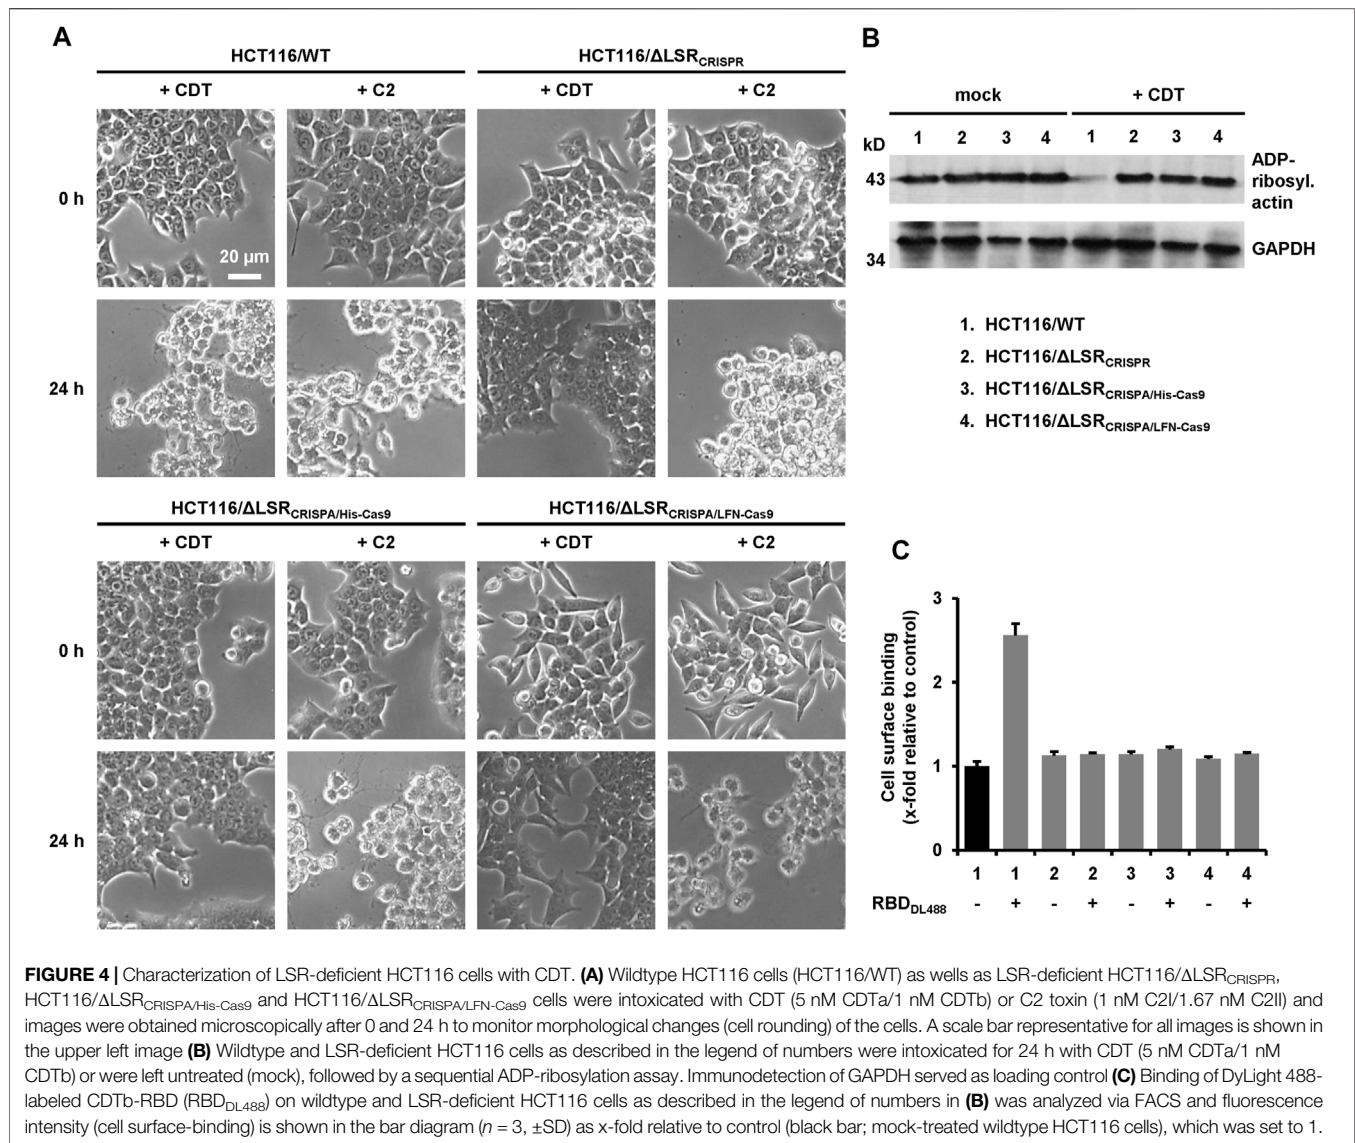 A
HCT116/WT
HCT116/ΔLSRCRISPR
+ CDT
+ C2
+ CDT
+ C2
0 h
20 µm
24 h
HCT116/ΔLSRCRISPA/His-Cas9
HCT116/ΔLSRCRISPA/LFN-Cas9
+ CDT
+ C2
+ CDT
+ C2
0 h
24 h
B
mock
+ CDT
kD
1 2 3 4 1 2 3 4
43
ADP-
ribosyl.
actin
34
GAPDH
1. HCT116/WT
2. HCT116/ΔLSRCRISPR
3. HCT116/ΔLSRCRISPA/His-Cas9
4. HCT116/ΔLSRCRISPA/LFN-Cas9
C
Cell surface binding
(x-fold relative to control)
3
2
1
0
1 1 2 2 3 3 4 4
RBDDL488 - + - + - + - +
FIGURE 4 | Characterization of LSR-deficient HCT116 cells with CDT. (A) Wildtype HCT116 cells (HCT116/WT) as wells as LSR-deficient HCT116/ΔLSRCRISPR,
HCT116/ΔLSRCRISPA/His-Cas9 and HCT116/ΔLSRCRISPA/LFN-Cas9 cells were intoxicated with CDT (5 nM CDTa/1 nM CDTb) or C2 toxin (1 nM C2I/1.67 nM C2II) and
images were obtained microscopically after 0 and 24 h to monitor morphological changes (cell rounding) of the cells. A scale bar representative for all images is shown in
the upper left image (B) Wildtype and LSR-deficient HCT116 cells as described in the legend of numbers were intoxicated for 24 h with CDT (5 nM CDTa/1 nM
CDTb) or were left untreated (mock), followed by a sequential ADP-ribosylation assay. Immunodetection of GAPDH served as loading control (C) Binding of DyLight 488-
labeled CDTb-RBD (RBDDL488) on wildtype and LSR-deficient HCT116 cells as described in the legend of numbers in (B) was analyzed via FACS and fluorescence
intensity (cell surface-binding) is shown in the bar diagram (n = 3, ±SD) as x-fold relative to control (black bar; mock-treated wildtype HCT116 cells), which was set to 1.